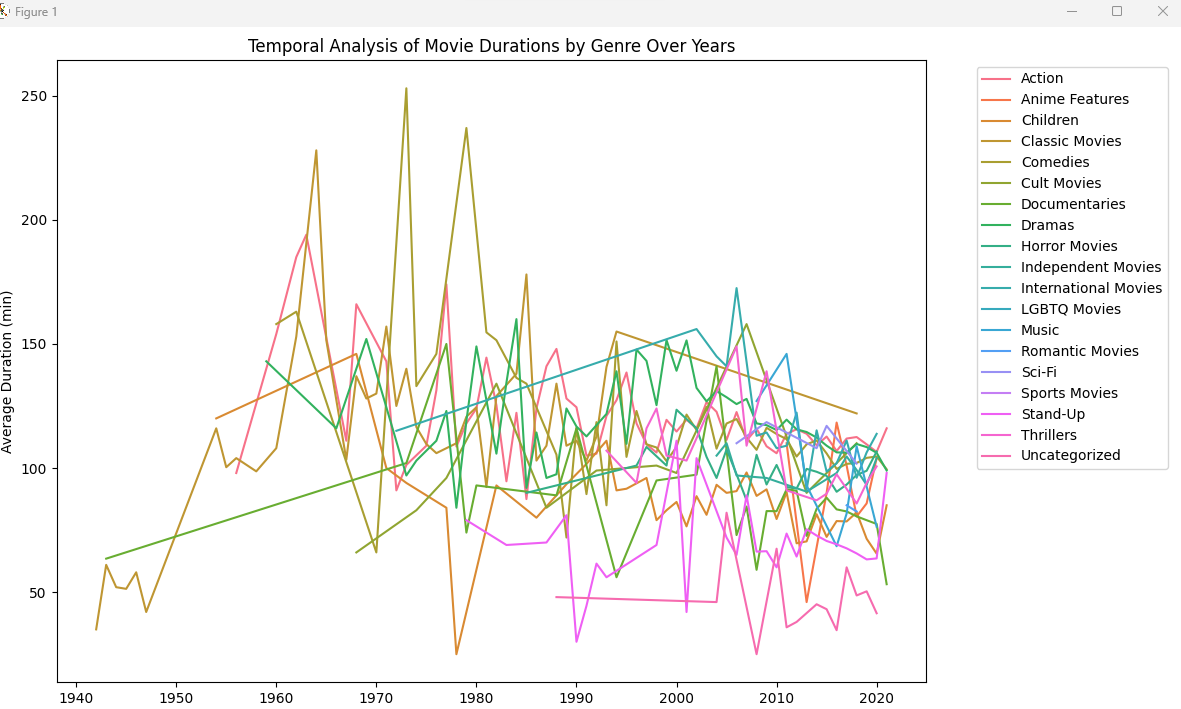 Figure 1
Temporal Analysis of Movie Durations by Genre Over Years
Average Duration (min)
250
200
150
100
50
1940 1950 1960 1970 1980 1990 2000 2010 2020
Action
Anime Features
Children
Classic Movies
Comedies
Cult Movies
Documentaries
Dramas
Horror Movies
Independent Movies
International Movies
LGBTQ Movies
Music
Romantic Movies
Sci-Fi
Sports Movies
Stand-Up
Thrillers
Uncategorized